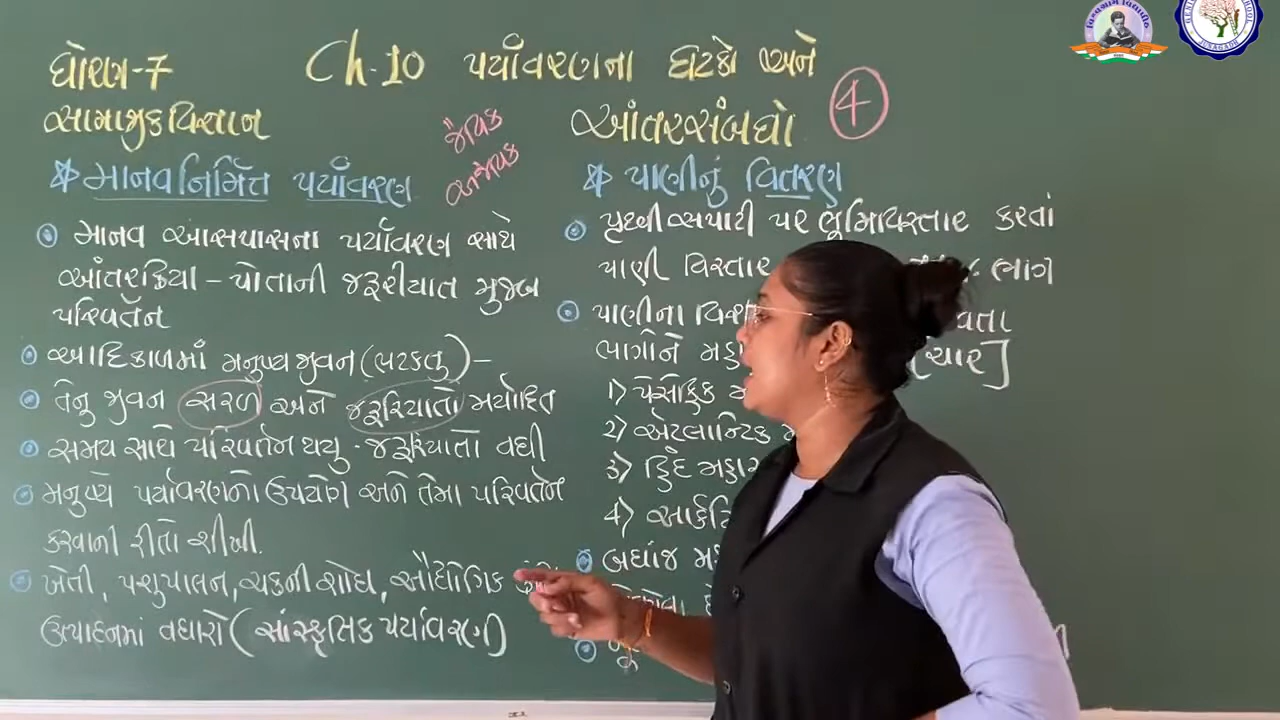 ધોરણ-7
સામાજીક વિજ્ઞાન
Ch-10 પર્યાવરણના ઘટકો અને
આંતરસંબધો
4
જૈવિક
અજૈવિક
માનવનિર્મિત પર્યાવરણ
માનવ આસપાસના પર્યાવરણ સાથે
આંતરક્રિયા - પોતાની જરૂરીયાત મુજબ
પરિવર્તન
આદિકાળમાં મનુષ્યજીવન (ભટકતુ) -
તેનુ જીવન સરળ અને જરૂરિયાતો મર્યાદિત
સમય સાથે પરિવર્તન થયુ - જરૂરિયાતો વધી
મનુષ્યે પર્યાવરણનો ઉપયોગ અને તેમા પરિવર્તન
કરવાની રીતો શીખી.
ખેતી, પશુપાલન, ચક્રની શોધ, ઔદ્યોગિક
ઉત્પાદનમાં વધારો (સાંસ્કૃતિક પર્યાવરણ)
પાણીનું વિતરણ
પૃથ્વી સપાટી પર ભૂમિવિસ્તાર કરતાં
પાણી વિસ્તાર ભાગ
પાણીના
ભાગોને [ચાર]
1) પેસિફિક
2) એટલાન્ટિક
3) હિંદ
4)
બધાંજ